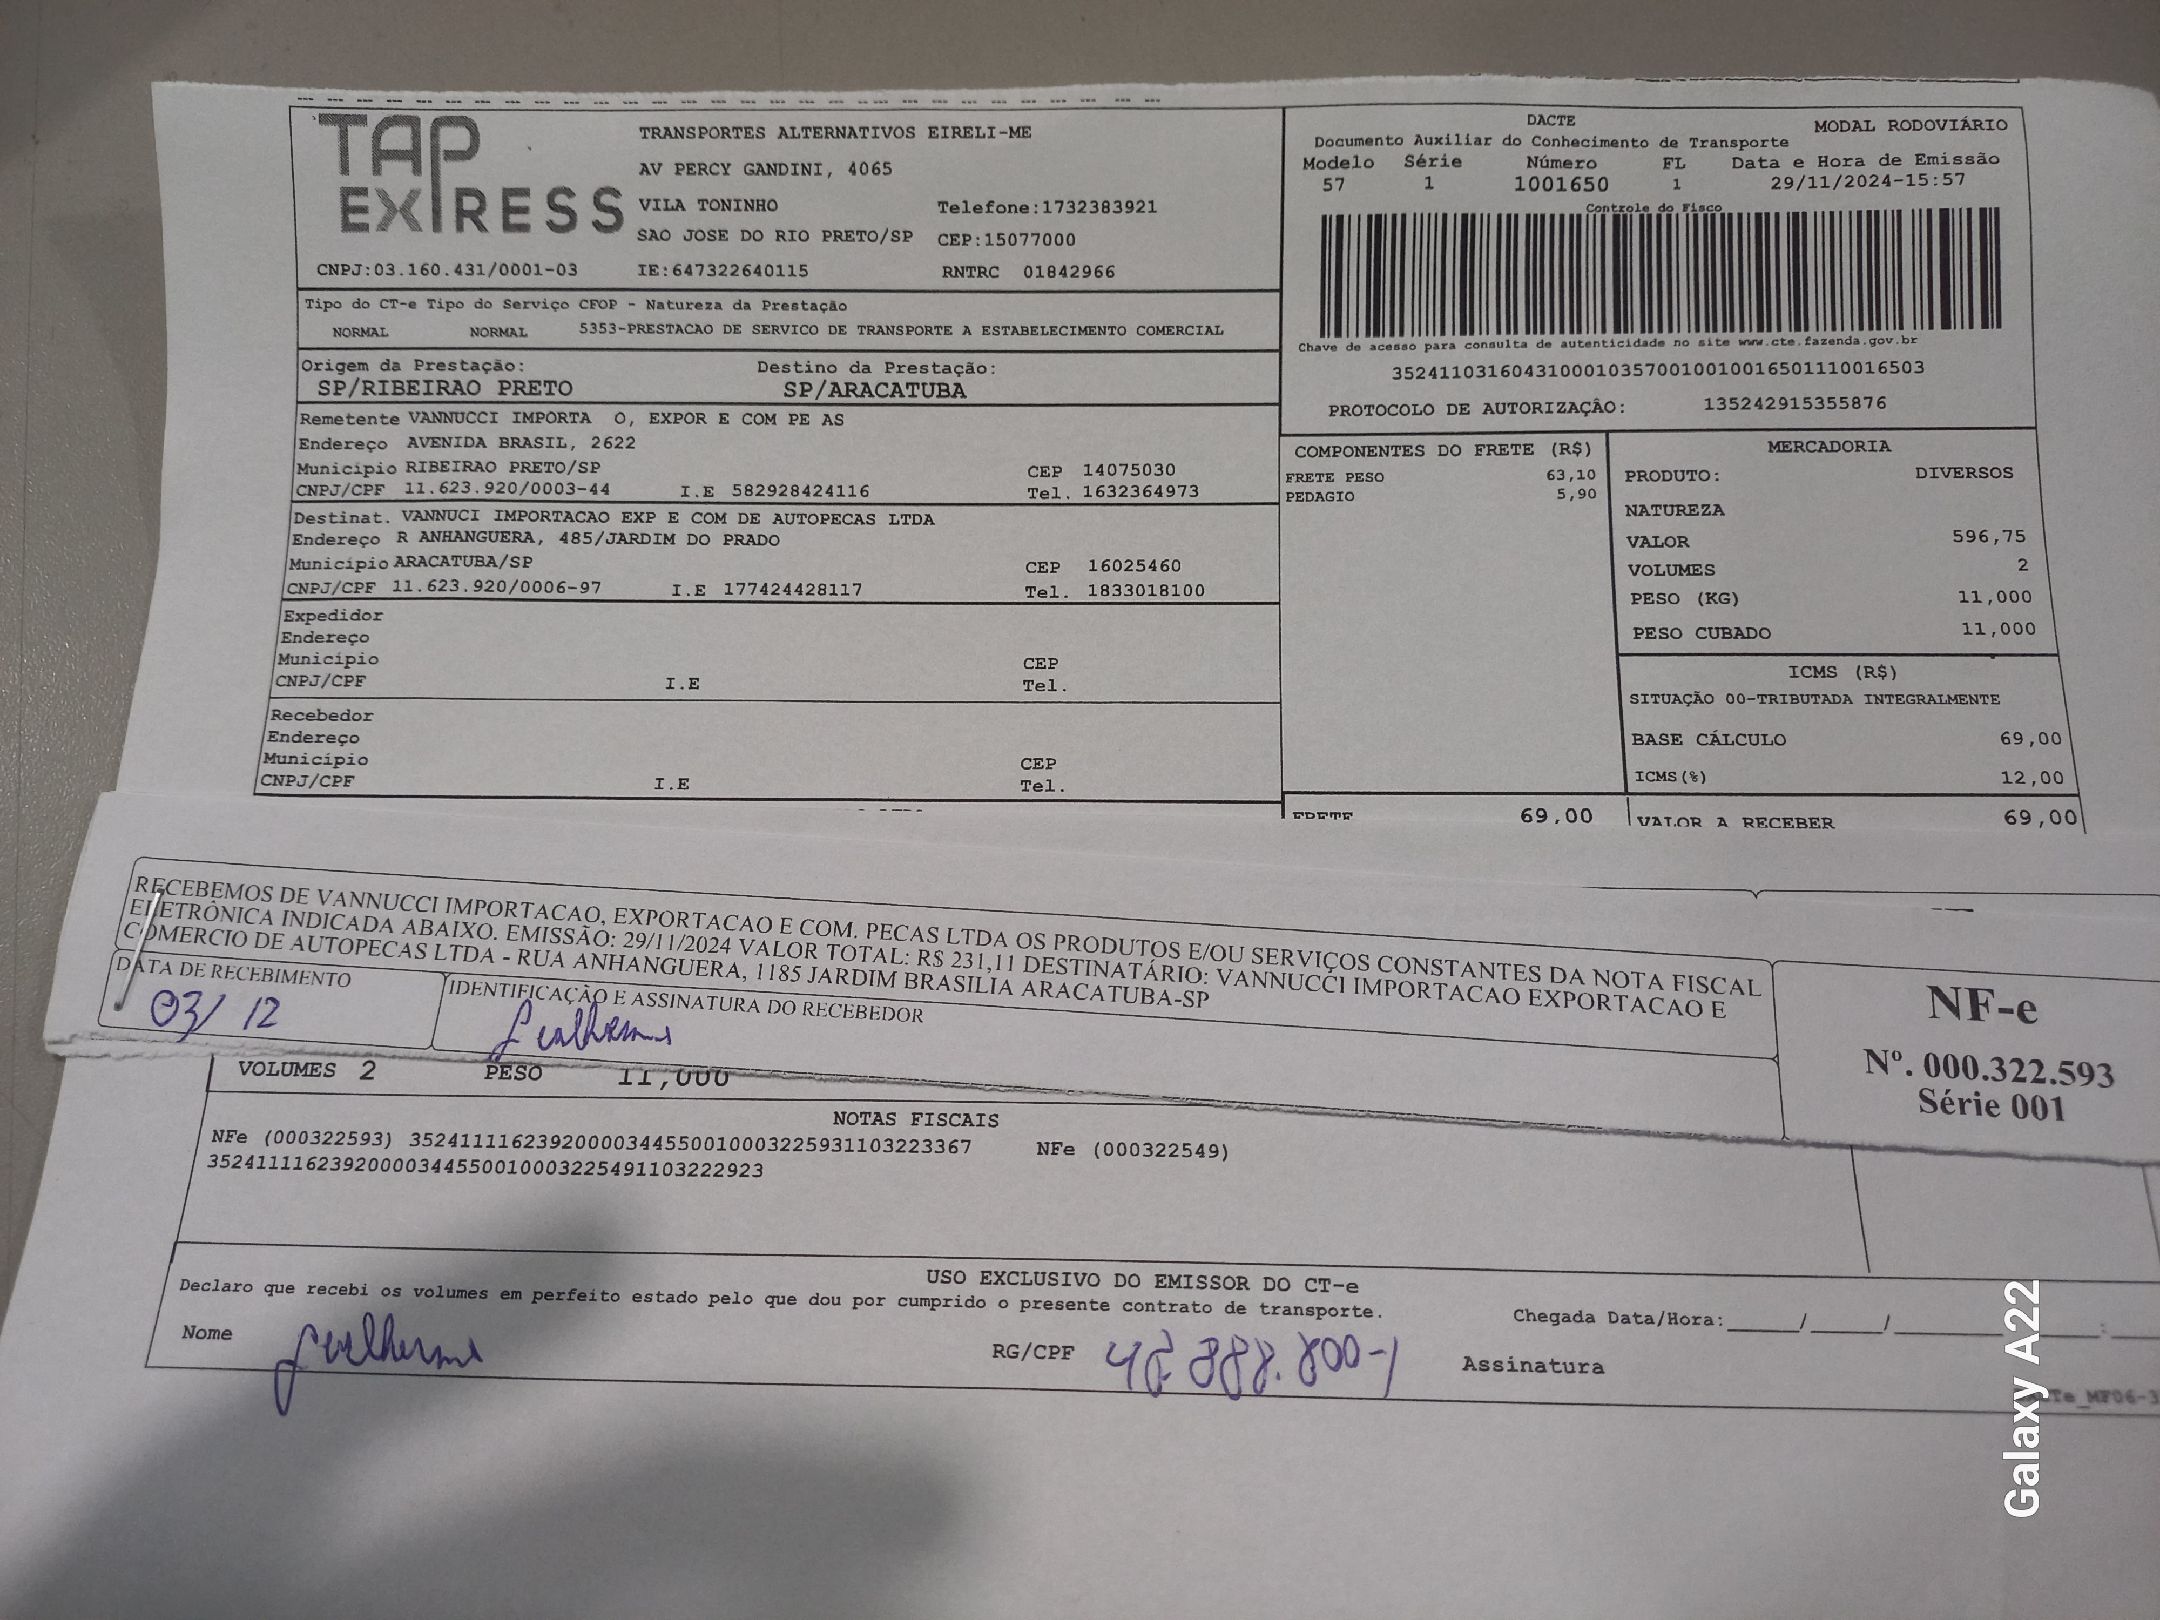 TAP EXPRESS
TRANSPORTES ALTERNATIVOS EIRELI-ME
AV PERCY GANDINI, 4065
VILA TONINHO Telefone:1732383921
SAO JOSE DO RIO PRETO/SP CEP:15077000
CNPJ:03.160.431/0001-03 IE:647322640115 RNTRC 01842966
DACTE
MODAL RODOVIÁRIO
Documento Auxiliar do Conhecimento de Transporte
Modelo Série Número FL Data e Hora de Emissão
57 1 1001650 1 29/11/2024-15:57
Controle do Fisco
Chave de acesso para consulta de autenticidade no site www.cte.fazenda.gov.br
35241103160431000103570010010016501110016503
PROTOCOLO DE AUTORIZAÇÃO: 135242915355876
Tipo do CT-e Tipo do Serviço CFOP - Natureza da Prestação
NORMAL NORMAL 5353-PRESTACAO DE SERVICO DE TRANSPORTE A ESTABELECIMENTO COMERCIAL
Origem da Prestação: Destino da Prestação:
SP/RIBEIRAO PRETO SP/ARACATUBA
Remetente VANNUCCI IMPORTA O, EXPOR E COM PE AS
Endereço AVENIDA BRASIL, 2622
Município RIBEIRAO PRETO/SP CEP 14075030
CNPJ/CPF 11.623.920/0003-44 I.E 582928424116 Tel. 1632364973
Destinat. VANNUCI IMPORTACAO EXP E COM DE AUTOPECAS LTDA
Endereço R ANHANGUERA, 485/JARDIM DO PRADO
Município ARACATUBA/SP CEP 16025460
CNPJ/CPF 11.623.920/0006-97 I.E 177424428117 Tel. 1833018100
Expedidor
Endereço
Município CEP
CNPJ/CPF I.E Tel.
Recebedor
Endereço
Município CEP
CNPJ/CPF I.E Tel.
COMPONENTES DO FRETE (R$)
FRETE PESO 63,10
PEDAGIO 5,90
FRETE 69,00
MERCADORIA
PRODUTO: DIVERSOS
NATUREZA
VALOR 596,75
VOLUMES 2
PESO (KG) 11,000
PESO CUBADO 11,000
ICMS (R$)
SITUAÇÃO 00-TRIBUTADA INTEGRALMENTE
BASE CÁLCULO 69,00
ICMS(%) 12,00
VALOR A RECEBER 69,00
RECEBEMOS DE VANNUCCI IMPORTACAO, EXPORTACAO E COM. PECAS LTDA OS PRODUTOS E/OU SERVIÇOS CONSTANTES DA NOTA FISCAL
ELETRÔNICA INDICADA ABAIXO. EMISSÃO: 29/11/2024 VALOR TOTAL: R$ 231,11 DESTINATÁRIO: VANNUCCI IMPORTACAO EXPORTACAO E
COMERCIO DE AUTOPECAS LTDA - RUA ANHANGUERA, 1185 JARDIM BRASILIA ARACATUBA-SP
DATA DE RECEBIMENTO IDENTIFICAÇÃO E ASSINATURA DO RECEBEDOR
03/12 Guilherme
NF-e
Nº. 000.322.593
Série 001
VOLUMES 2 PESO 11,000
NOTAS FISCAIS
NFe (000322593) 35241111623920000344550010003225931103223367 NFe (000322549)
35241111623920000344550010003225491103222923
USO EXCLUSIVO DO EMISSOR DO CT-e
Declaro que recebi os volumes em perfeito estado pelo que dou por cumprido o presente contrato de transporte.
Chegada Data/Hora:_____/_____/_____ :
Nome Guilherme RG/CPF 48.888.800-1 Assinatura
Galaxy A22